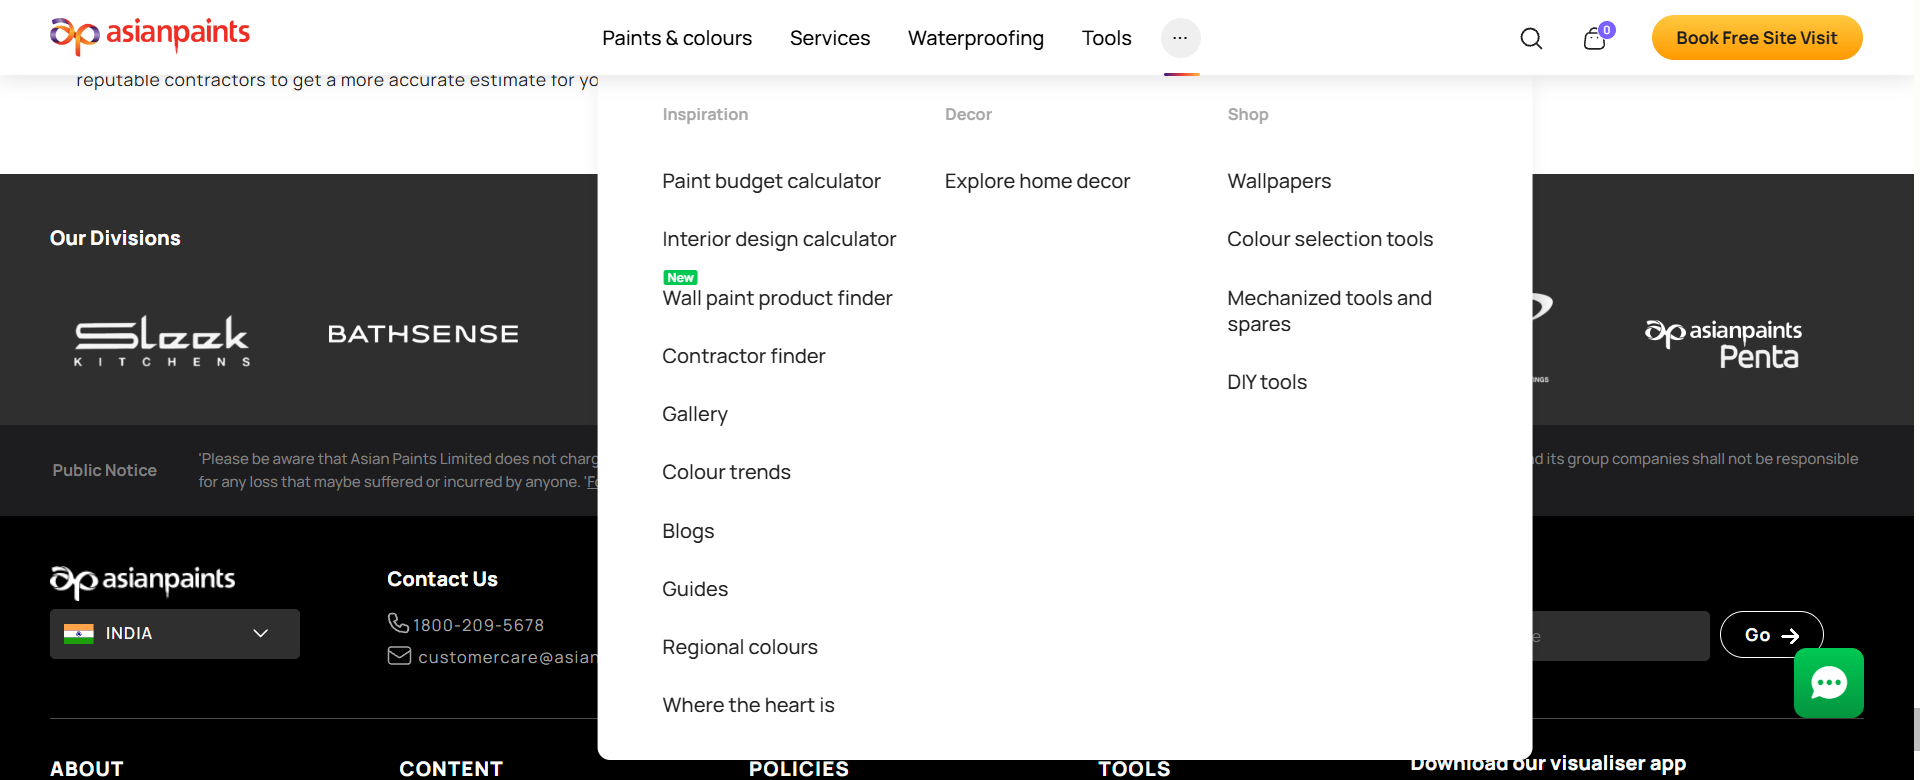 asianpaints
Paints & colours
Services
Waterproofing
Tools
...
0
Book Free Site Visit
reputable contractors to get a more accurate estimate for yo
Inspiration
Paint budget calculator
Interior design calculator
New
Wall paint product finder
Contractor finder
Gallery
Colour trends
Blogs
Guides
Regional colours
Where the heart is
Decor
Explore home decor
Shop
Wallpapers
Colour selection tools
Mechanized tools and
spares
DIY tools
Our Divisions
Sleek
KITCHENS
BATHSENSE
asianpaints
Penta
Public Notice
'Please be aware that Asian Paints Limited does not charg
d its group companies shall not be responsible
for any loss that maybe suffered or incurred by anyone. 'Fo
asianpaints
INDIA
Contact Us
1800-209-5678
customercare@asian
e
Go
ABOUT
CONTENT
POLICIES
TOOLS
Download our visualiser app